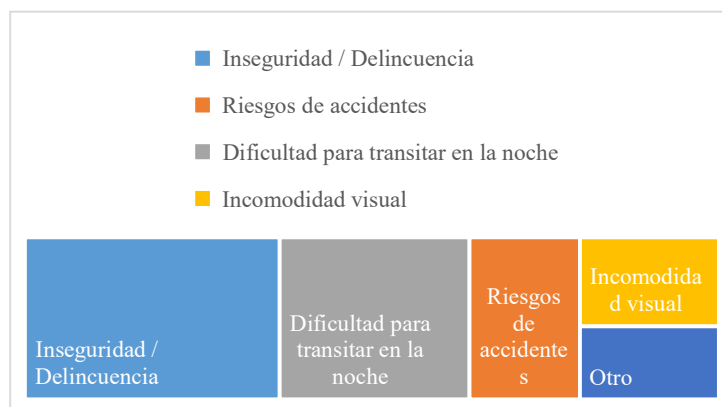 Inseguridad / Delincuencia
Riesgos de accidentes
Dificultad para transitar en la noche
Incomodidad visual
Inseguridad /
Delincuencia
Dificultad para
transitar en la
noche
Riesgos
de
accidente
s
Incomodida
d visual
Otro